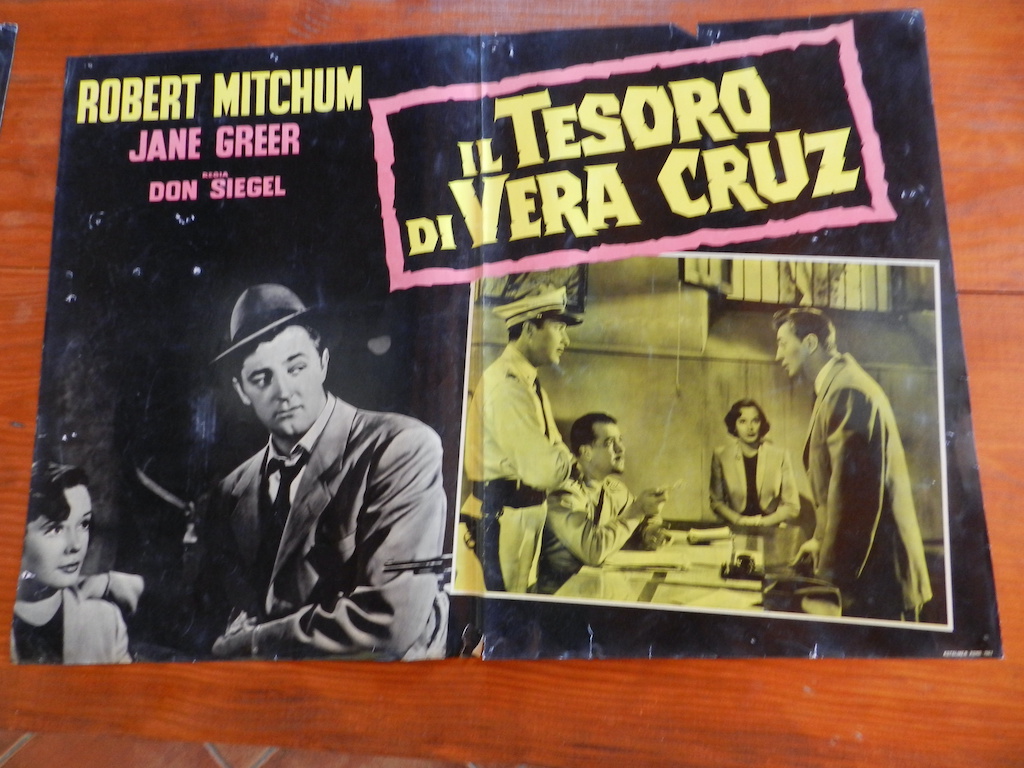 ROBERT MITCHUM
JANE GREER
REGIA
DON SIEGEL
IL TESORO
DI VERA CRUZ